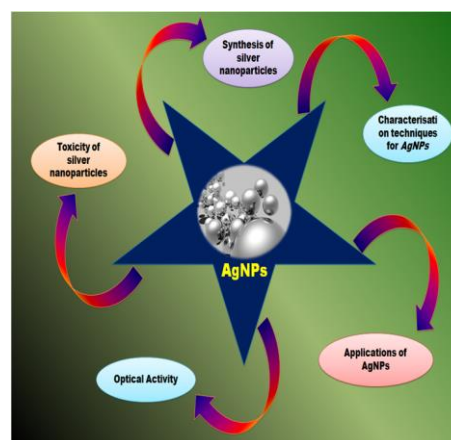 Synthesis of
silver
nanoparticles
Characterisati
on techniques
for AgNPs
Toxicity of
silver
nanoparticles
AgNPs
Applications of
AgNPs
Optical Activity